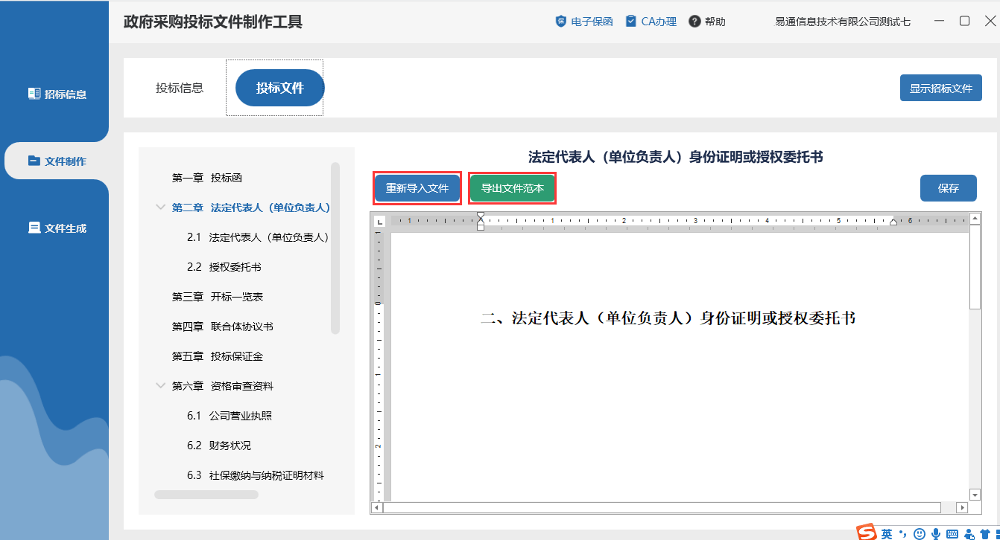 政府采购投标文件制作工具
电子保函 CA办理 帮助 易通信息技术有限公司测试七
招标信息
文件制作
文件生成
投标信息 投标文件 显示招标文件
第一章 投标函
第二章 法定代表人（单位负责人）
2.1 法定代表人（单位负责人）
2.2 授权委托书
第三章 开标一览表
第四章 联合体协议书
第五章 投标保证金
第六章 资格审查资料
6.1 公司营业执照
6.2 财务状况
6.3 社保缴纳与纳税证明材料
法定代表人（单位负责人）身份证明或授权委托书
重新导入文件 导出文件范本 保存
1 1 2 3 4 5 6
1
0
1
2
二、法定代表人（单位负责人）身份证明或授权委托书
英